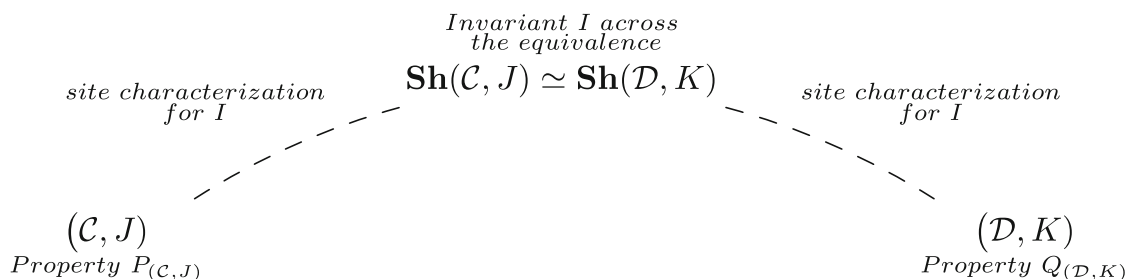 Invariant I across
the equivalence
Sh(𝒞, J) ≃ Sh(𝒟, K)
site characterization
for I
site characterization
for I
(𝒞, J)
Property P_(𝒞,J)
(𝒟, K)
Property Q_(𝒟,K)